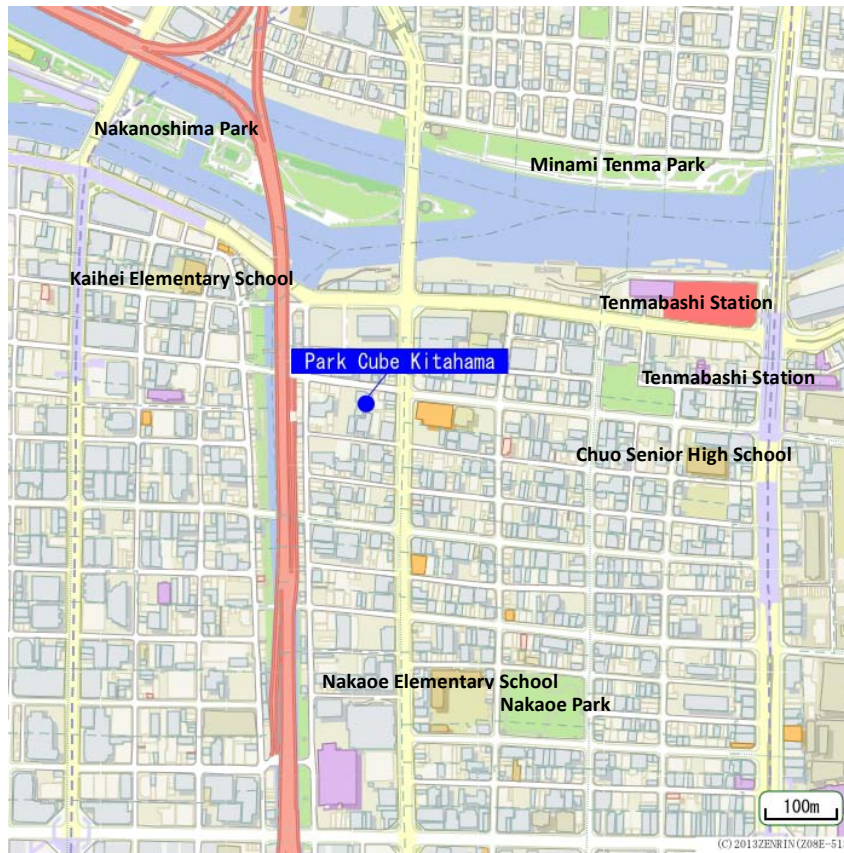 Nakanoshima Park
Minami Tenma Park
Kaihei Elementary School
Tenmabashi Station
Park Cube Kitahama
Tenmabashi Station
Chuo Senior High School
Nakaoe Elementary School
Nakaoe Park
100m
(C) 2013ZENRIN(Z08E-513